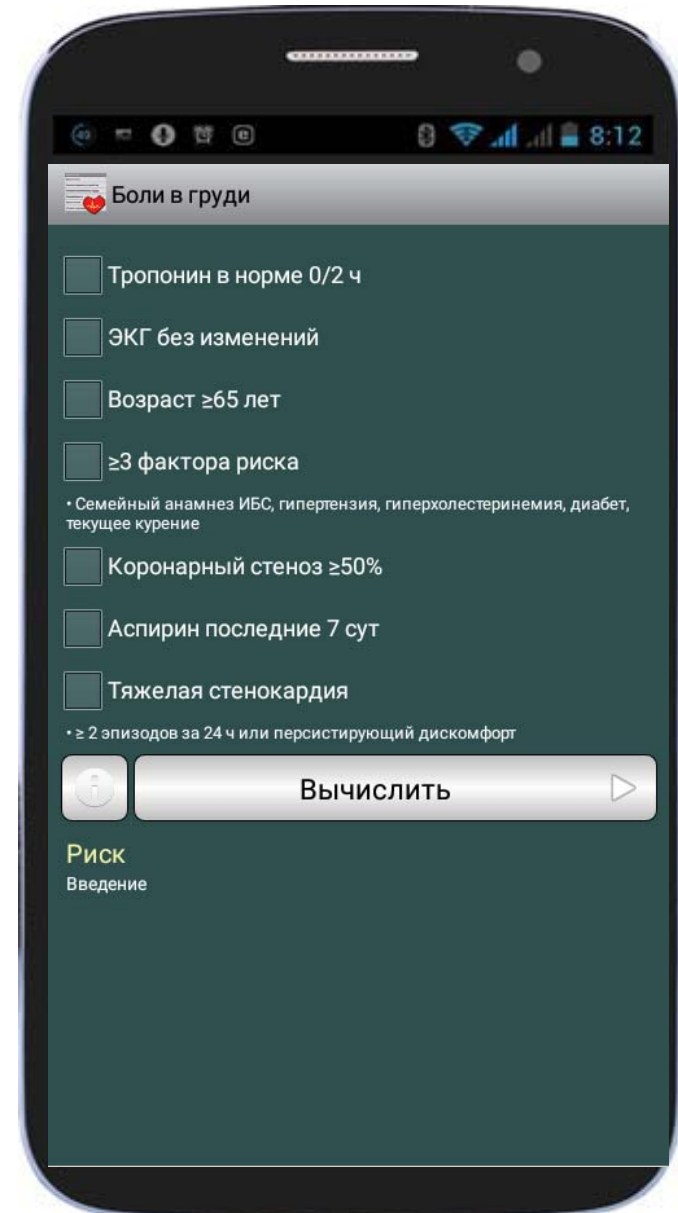 8:12
Боли в груди
Тропонин в норме 0/2 ч
ЭКГ без изменений
Возраст ≥65 лет
≥3 фактора риска
• Семейный анамнез ИБС, гипертензия, гиперхолестеринемия, диабет,
текущее курение
Коронарный стеноз ≥50%
Аспирин последние 7 сут
Тяжелая стенокардия
• ≥ 2 эпизодов за 24 ч или персистирующий дискомфорт
Вычислить
Риск
Введение